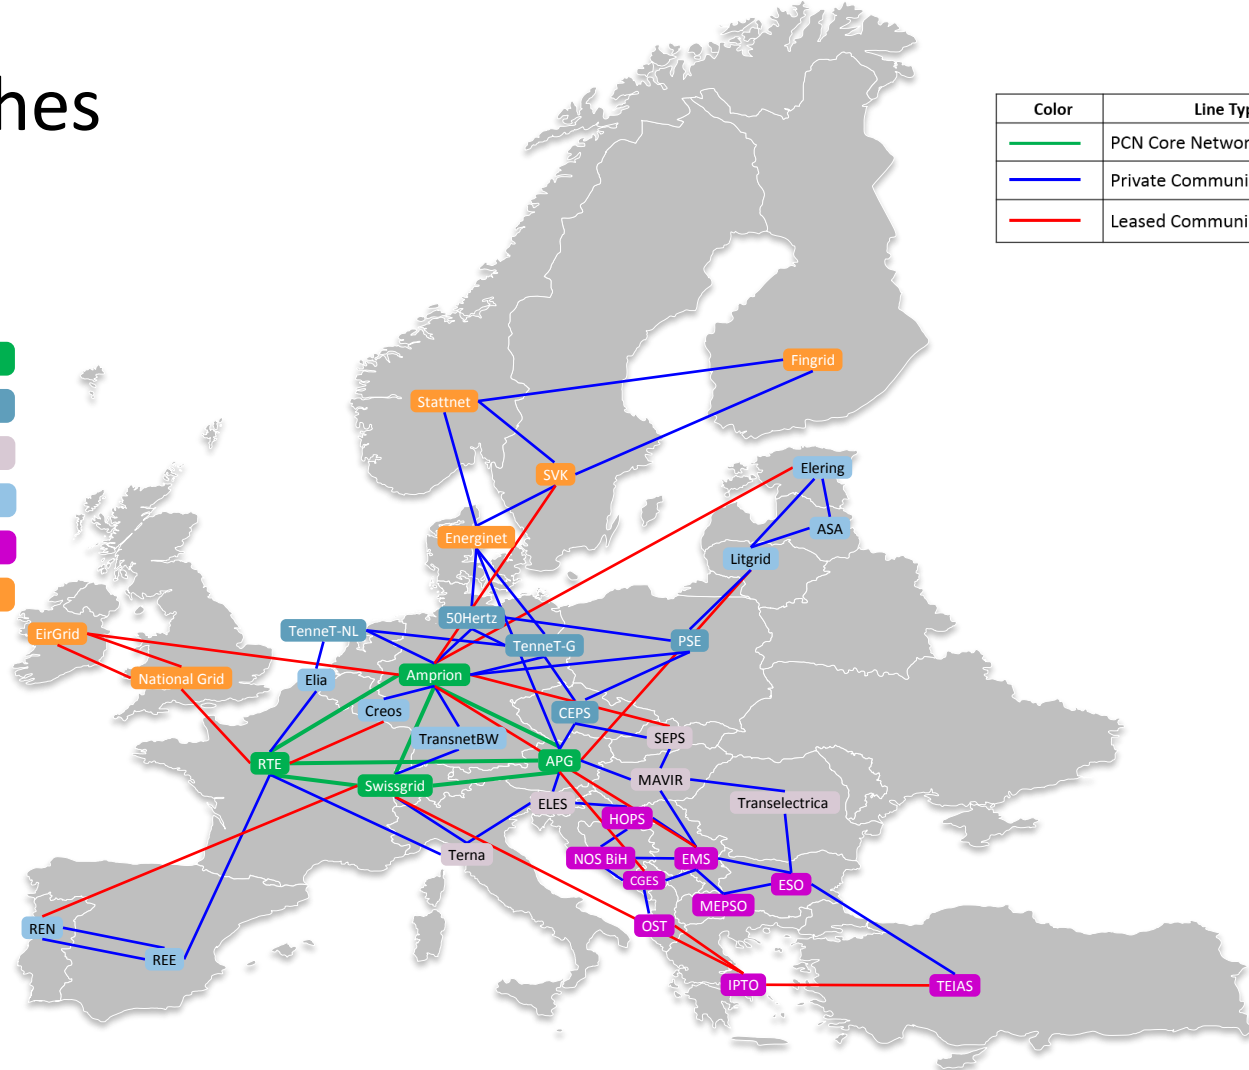 hes
Color
Line Typ
PCN Core Networ
Private Communi
Leased Communi
Fingrid
Stattnet
SVK
Elering
ASA
Energinet
Litgrid
50Hertz
EirGrid
TenneT-NL
TenneT-G
PSE
National Grid
Elia
Amprion
Creos
CEPS
TransnetBW
SEPS
RTE
APG
Swissgrid
MAVIR
ELES
Transelectrica
HOPS
Terna
NOS BiH
EMS
CGES
ESO
MEPSO
REN
OST
REE
IPTO
TEIAS